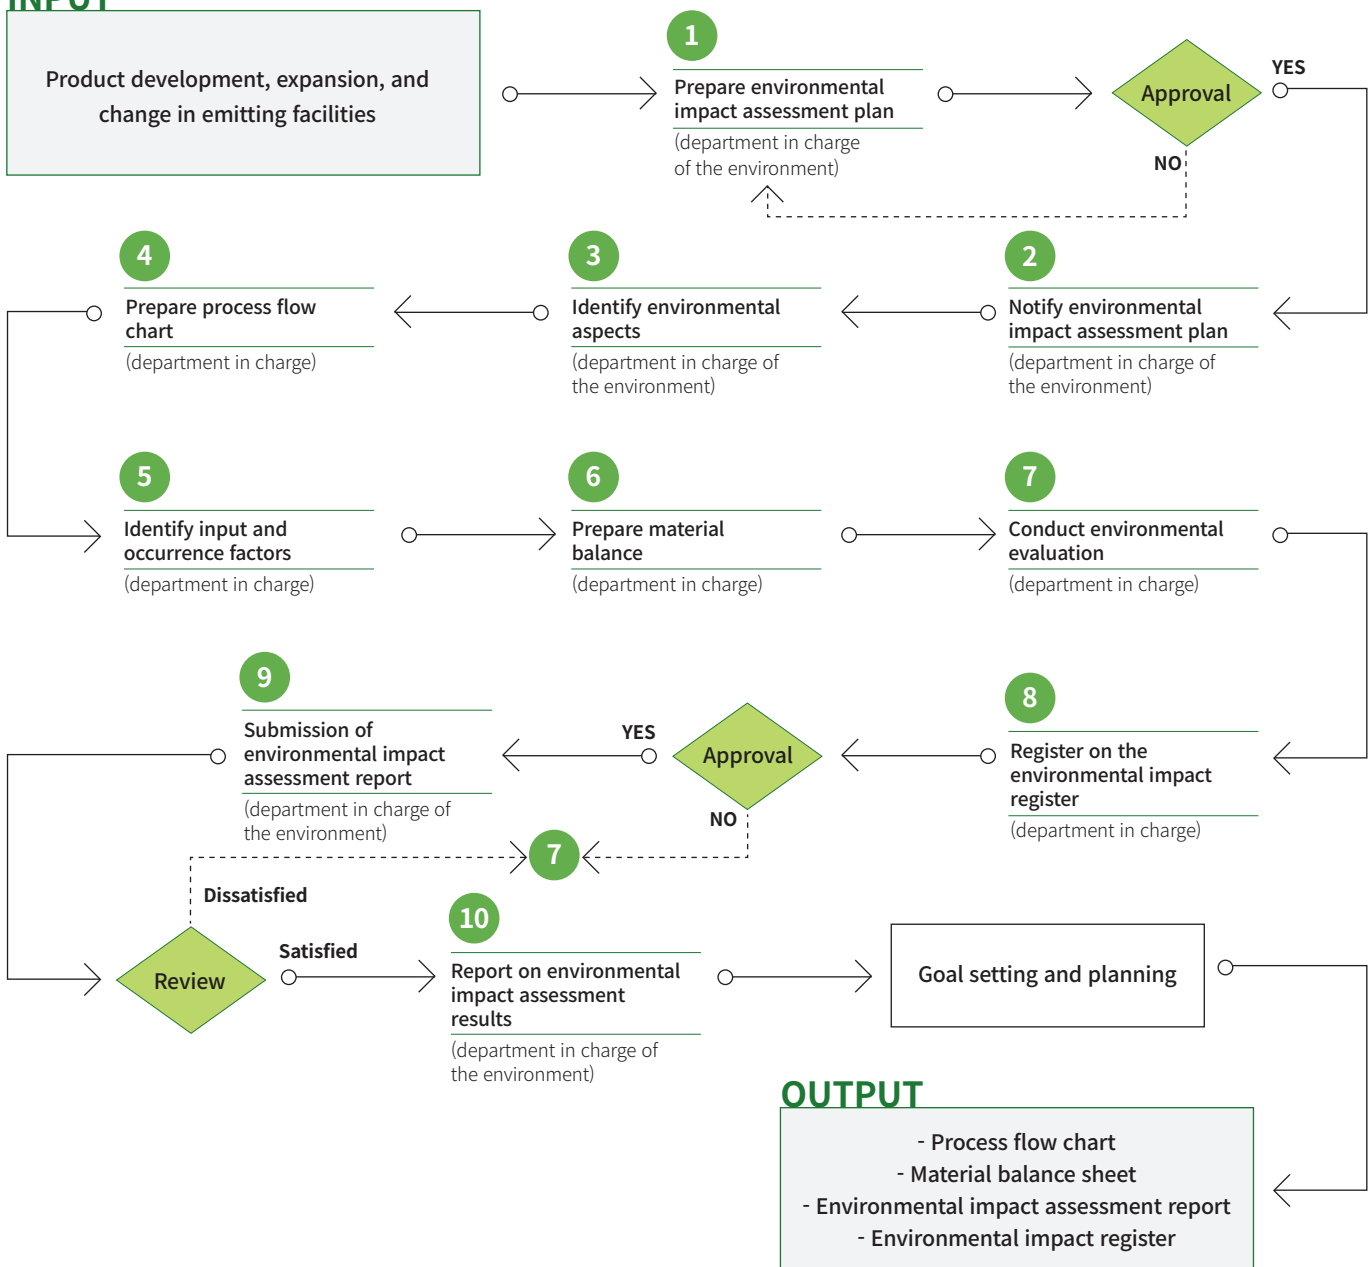 INPUT
Product development, expansion, and
change in emitting facilities
1
Prepare environmental
impact assessment plan
(department in charge
of the environment)
Approval
YES
NO
2
Notify environmental
impact assessment plan
(department in charge of
the environment)
3
Identify environmental
aspects
(department in charge of
the environment)
4
Prepare process flow
chart
(department in charge)
5
Identify input and
occurrence factors
(department in charge)
6
Prepare material
balance
(department in charge)
7
Conduct environmental
evaluation
(department in charge)
8
Register on the
environmental impact
register
(department in charge)
Approval
YES
NO
7
9
Submission of
environmental impact
assessment report
(department in charge of
the environment)
Dissatisfied
Review
Satisfied
10
Report on environmental
impact assessment
results
(department in charge of
the environment)
Goal setting and planning
OUTPUT
- Process flow chart
- Material balance sheet
- Environmental impact assessment report
- Environmental impact register